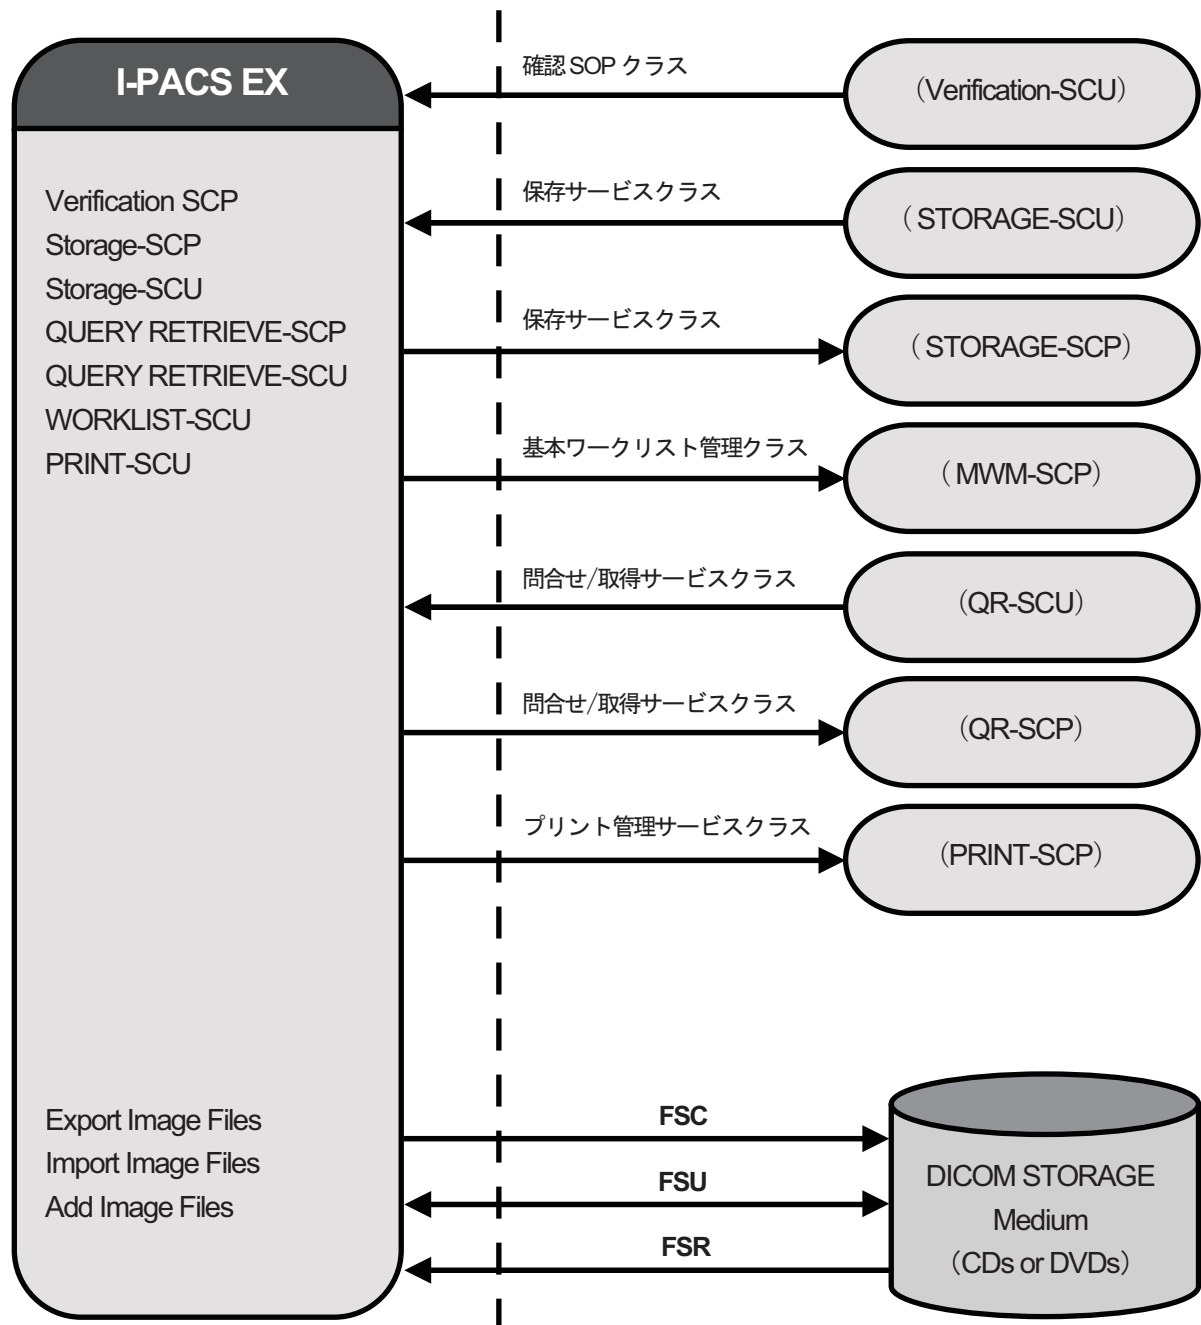 I-PACS EX
Verification SCP
Storage-SCP
Storage-SCU
QUERY RETRIEVE-SCP
QUERY RETRIEVE-SCU
WORKLIST-SCU
PRINT-SCU
Export Image Files
Import Image Files
Add Image Files
確認 SOP クラス
（Verification-SCU）
保存サービスクラス
（STORAGE-SCU）
保存サービスクラス
（STORAGE-SCP）
基本ワークリスト管理クラス
（MWM-SCP）
問合せ/取得サービスクラス
（QR-SCU）
問合せ/取得サービスクラス
（QR-SCP）
プリント管理サービスクラス
（PRINT-SCP）
FSC
FSU
FSR
DICOM STORAGE
Medium
（CDs or DVDs）